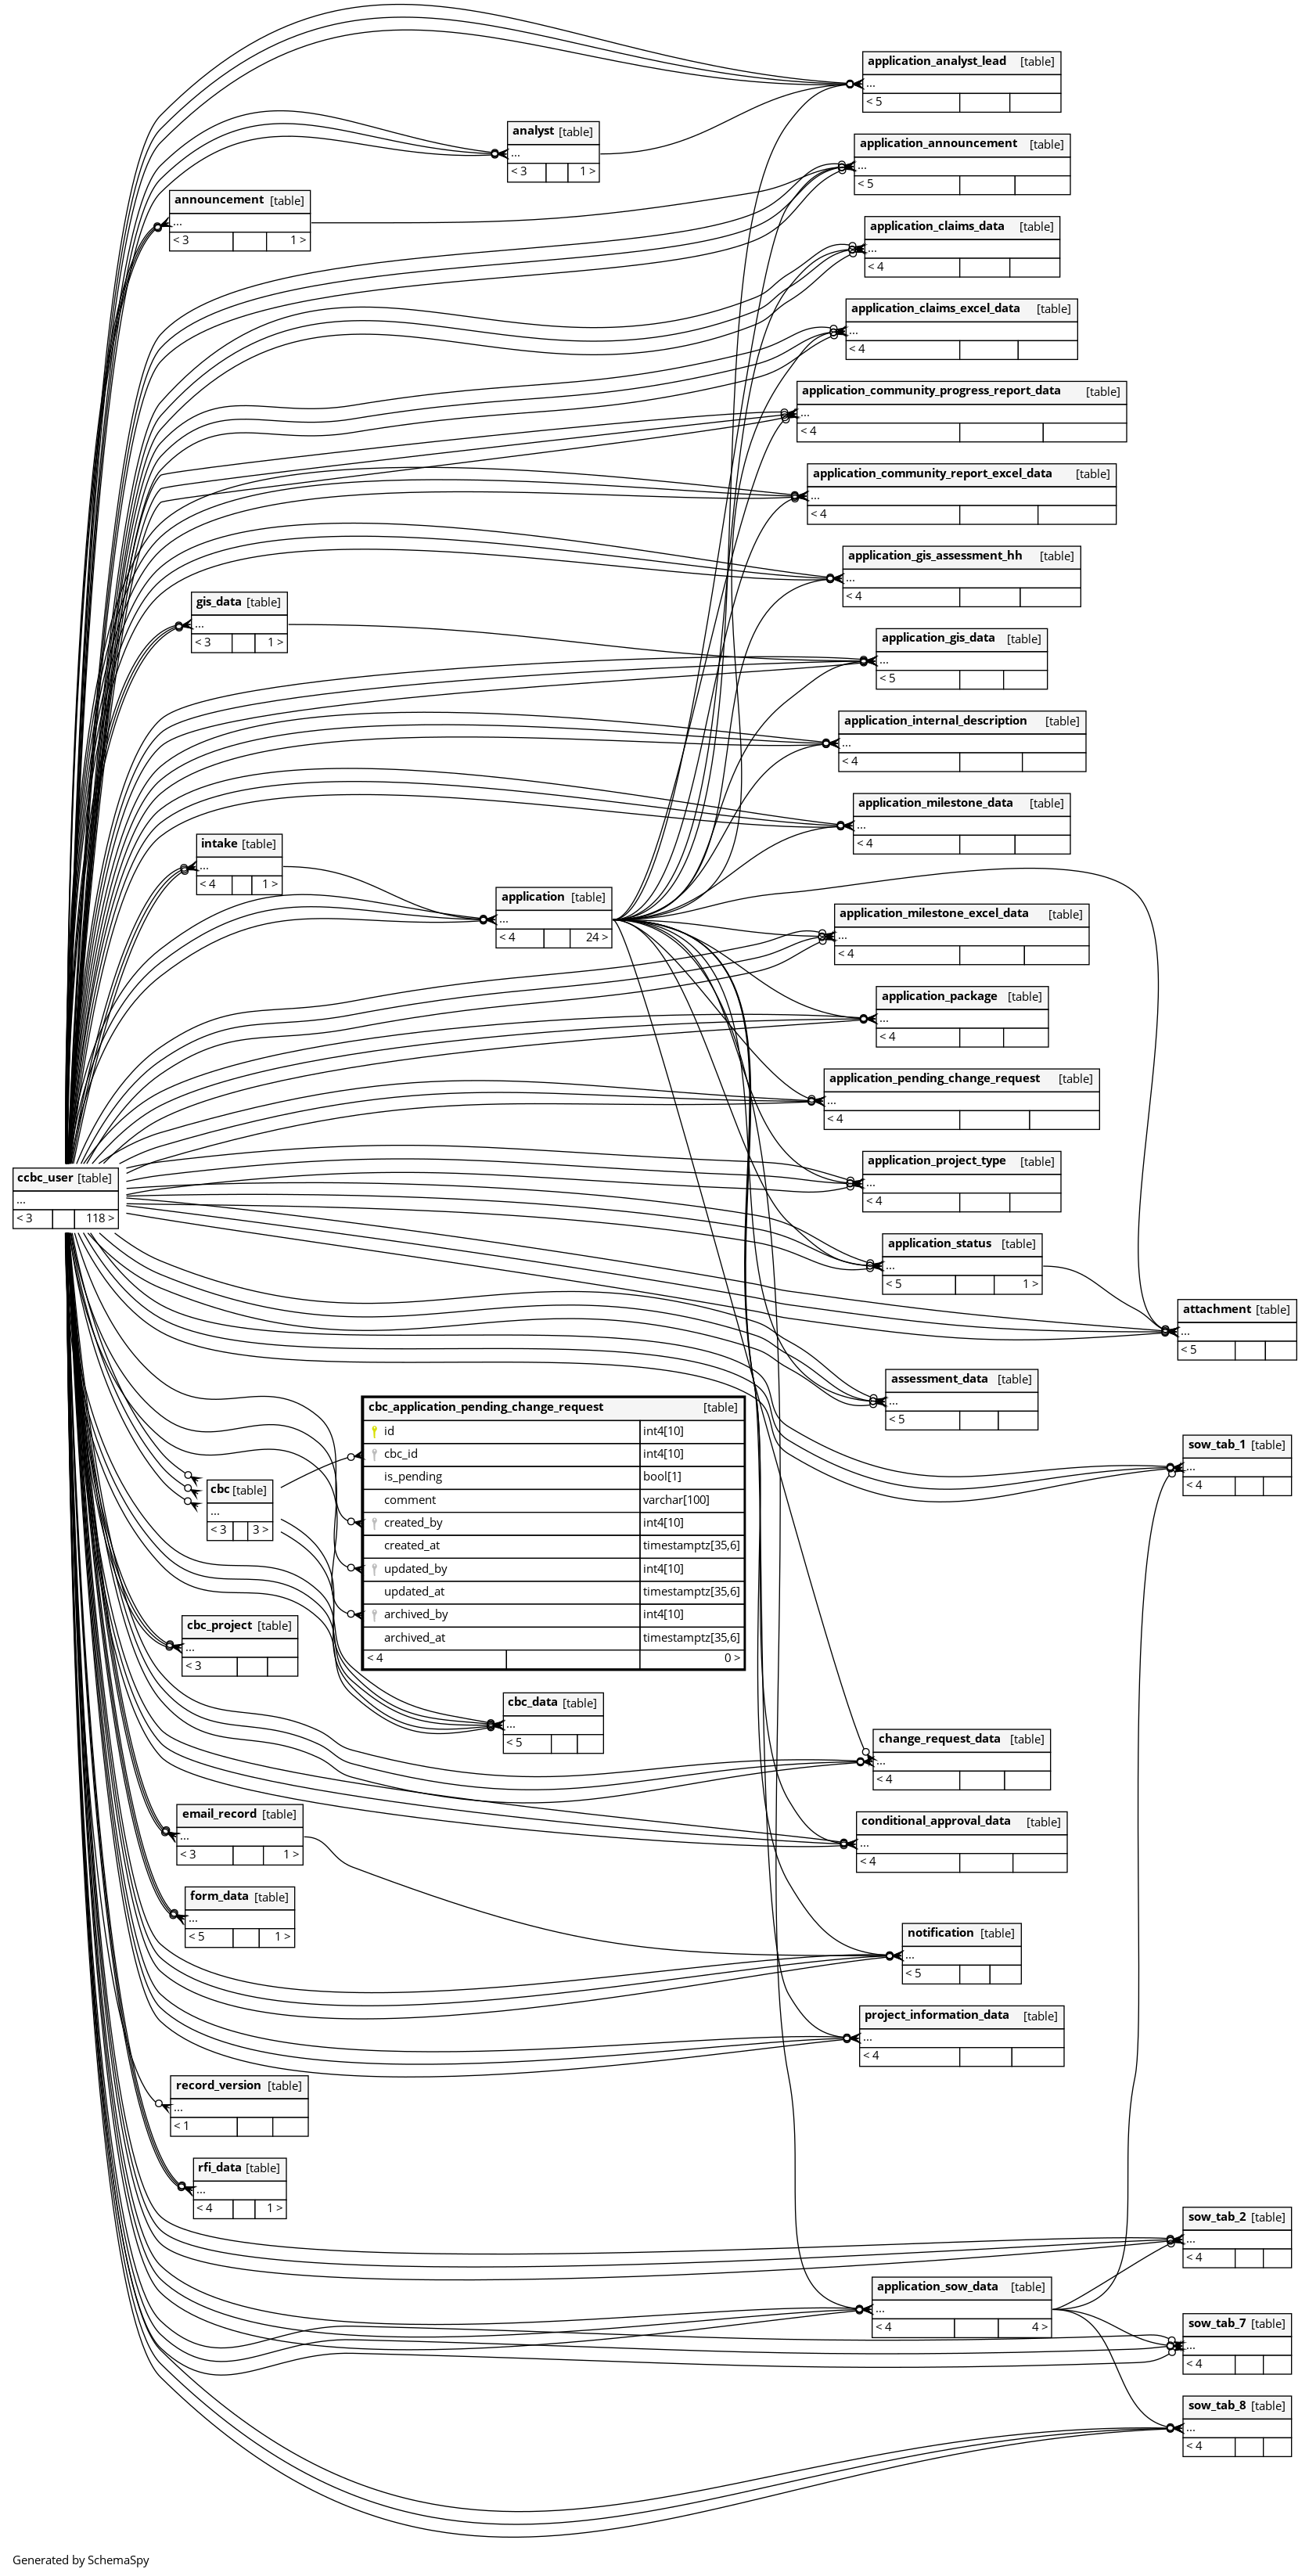 application_analyst_lead [table]
...
< 5
analyst [table]
...
< 3 1 >
application_announcement [table]
...
< 5
announcement [table]
...
< 3 1 >
application_claims_data [table]
...
< 4
application_claims_excel_data [table]
...
< 4
application_community_progress_report_data [table]
...
< 4
application_community_report_excel_data [table]
...
< 4
application_gis_assessment_hh [table]
...
< 4
gis_data [table]
...
< 3 1 >
application_gis_data [table]
...
< 5
application_internal_description [table]
...
< 4
application_milestone_data [table]
...
< 4
intake [table]
...
< 4 1 >
application [table]
...
< 4 24 >
application_milestone_excel_data [table]
...
< 4
application_package [table]
...
< 4
application_pending_change_request [table]
...
< 4
application_project_type [table]
...
< 4
ccbc_user [table]
...
< 3 118 >
application_status [table]
...
< 5 1 >
attachment [table]
...
< 5
assessment_data [table]
...
< 5
cbc_application_pending_change_request [table]
id int4[10]
cbc_id int4[10]
is_pending bool[1]
comment varchar[100]
created_by int4[10]
created_at timestamptz[35,6]
updated_by int4[10]
updated_at timestamptz[35,6]
archived_by int4[10]
archived_at timestamptz[35,6]
< 4 0 >
sow_tab_1 [table]
...
< 4
cbc [table]
...
< 3 3 >
cbc_project [table]
...
< 3
cbc_data [table]
...
< 5
change_request_data [table]
...
< 4
email_record [table]
...
< 3 1 >
conditional_approval_data [table]
...
< 4
form_data [table]
...
< 5 1 >
notification [table]
...
< 5
project_information_data [table]
...
< 4
record_version [table]
...
< 1
rfi_data [table]
...
< 4 1 >
sow_tab_2 [table]
...
< 4
application_sow_data [table]
...
< 4 4 >
sow_tab_7 [table]
...
< 4
sow_tab_8 [table]
...
< 4
Generated by SchemaSpy